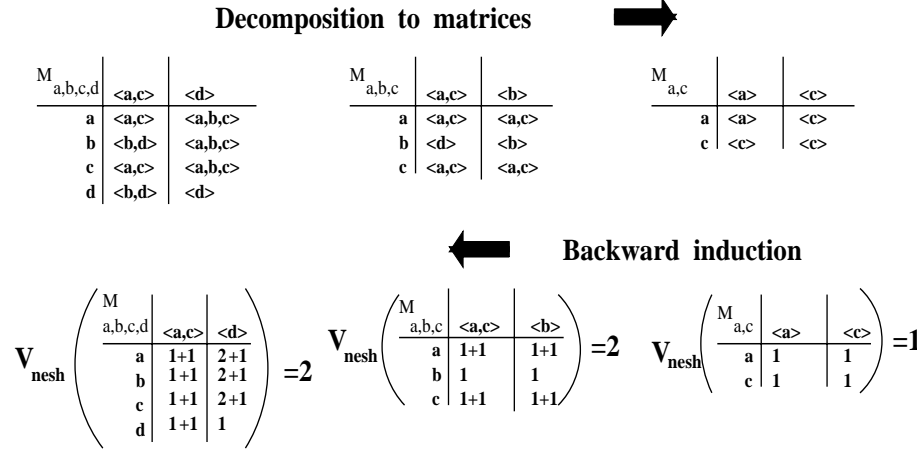 Decomposition to matrices
M a,b,c,d <a,c> <d>
a <a,c> <a,b,c>
b <b,d> <a,b,c>
c <a,c> <a,b,c>
d <b,d> <d>
M a,b,c <a,c> <b>
a <a,c> <a,c>
b <d> <b>
c <a,c> <a,c>
M a,c <a> <c>
a <a> <c>
c <c> <c>
Backward induction
V nesh
M a,b,c,d <a,c> <d>
a 1+1 2+1
b 1+1 2+1
c 1+1 2+1
d 1+1 1
=2
V nesh
M a,b,c <a,c> <b>
a 1+1 1+1
b 1 1
c 1+1 1+1
=2
V nesh
M a,c <a> <c>
a 1 1
c 1 1
=1